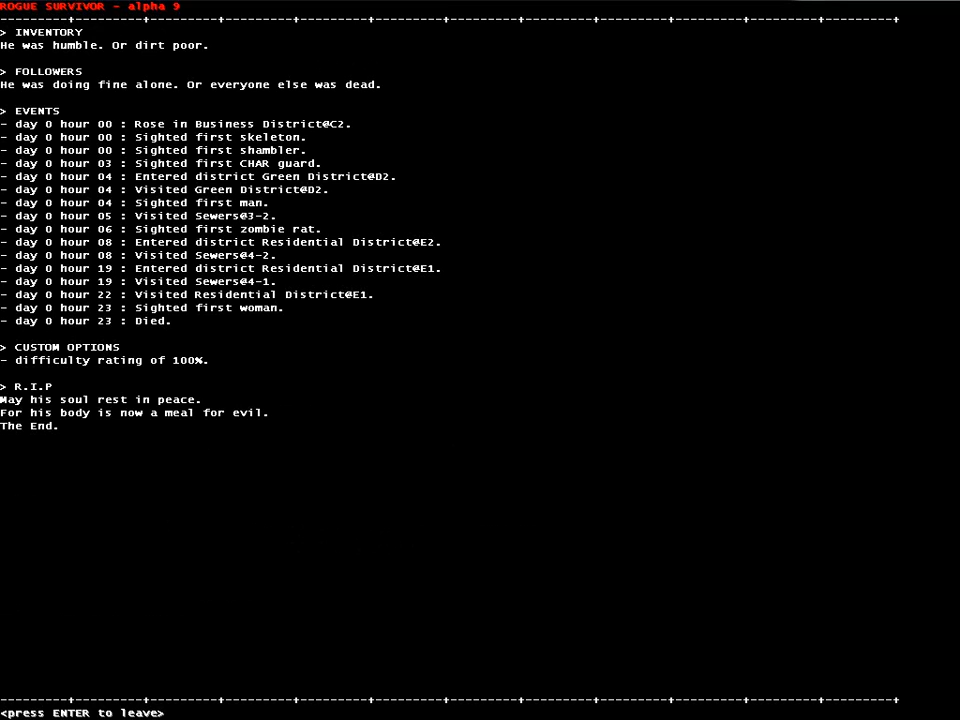 ROGUE SURVIVOR - alpha 9
---------+---------+---------+---------+---------+---------+---------+---------+---------+---------+---------+---------+
> INVENTORY
He was humble. Or dirt poor.
> FOLLOWERS
He was doing fine alone. Or everyone else was dead.
> EVENTS
- day 0 hour 00 : Rose in Business District@C2.
- day 0 hour 00 : Sighted first skeleton.
- day 0 hour 00 : Sighted first shambler.
- day 0 hour 03 : Sighted first CHAR guard.
- day 0 hour 04 : Entered district Green District@D2.
- day 0 hour 04 : Visited Green District@D2.
- day 0 hour 04 : Sighted first man.
- day 0 hour 05 : Visited Sewers@3-2.
- day 0 hour 06 : Sighted first zombie rat.
- day 0 hour 08 : Entered district Residential District@E2.
- day 0 hour 08 : Visited Sewers@4-2.
- day 0 hour 19 : Entered district Residential District@E1.
- day 0 hour 19 : Visited Sewers@4-1.
- day 0 hour 22 : Visited Residential District@E1.
- day 0 hour 23 : Sighted first woman.
- day 0 hour 23 : Died.
> CUSTOM OPTIONS
- difficulty rating of 100%.
> R.I.P
May his soul rest in peace.
For his body is now a meal for evil.
The End.
---------+---------+---------+---------+---------+---------+---------+---------+---------+---------+---------+---------+
<press ENTER to leave>